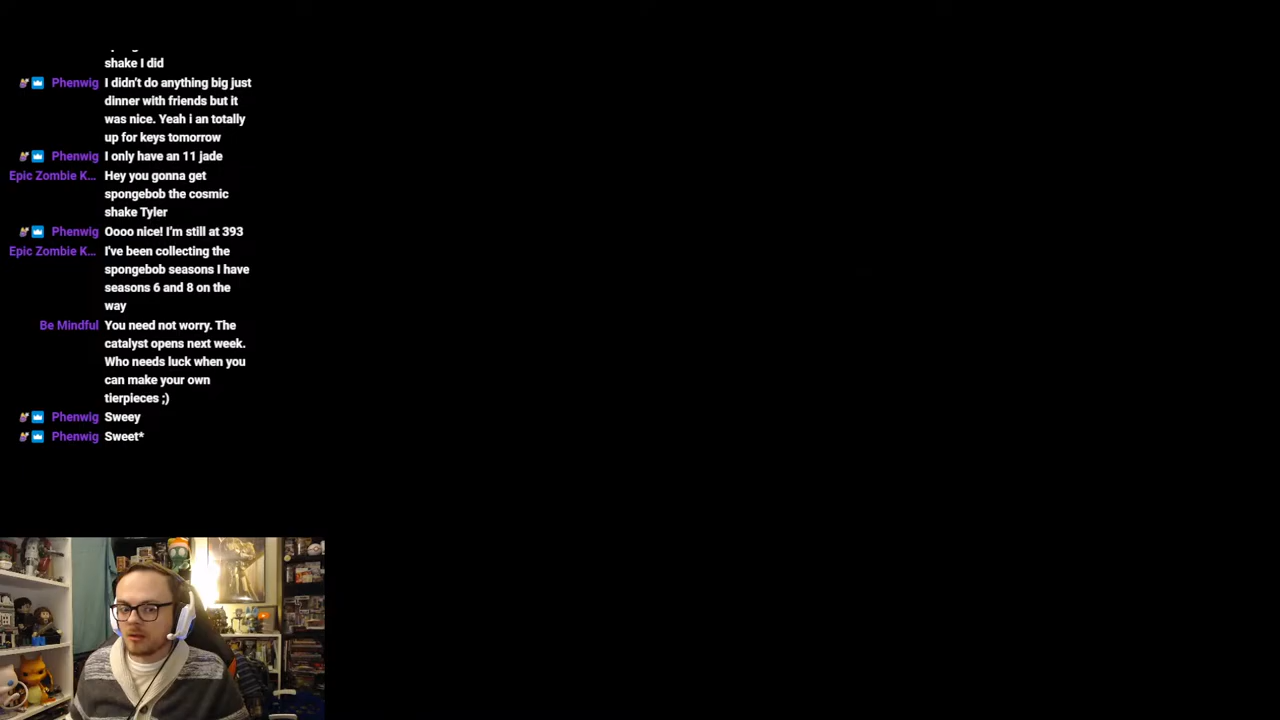 shake I did
Phenwig I didn't do anything big just
dinner with friends but it
was nice. Yeah i an totally
up for keys tomorrow
Phenwig I only have an 11 jade
Epic Zombie K... Hey you gonna get
spongebob the cosmic
shake Tyler
Phenwig Oooo nice! I'm still at 393
Epic Zombie K... I've been collecting the
spongebob seasons I have
seasons 6 and 8 on the
way
Be Mindful You need not worry. The
catalyst opens next week.
Who needs luck when you
can make your own
tierpieces ;)
Phenwig Sweey
Phenwig Sweet*